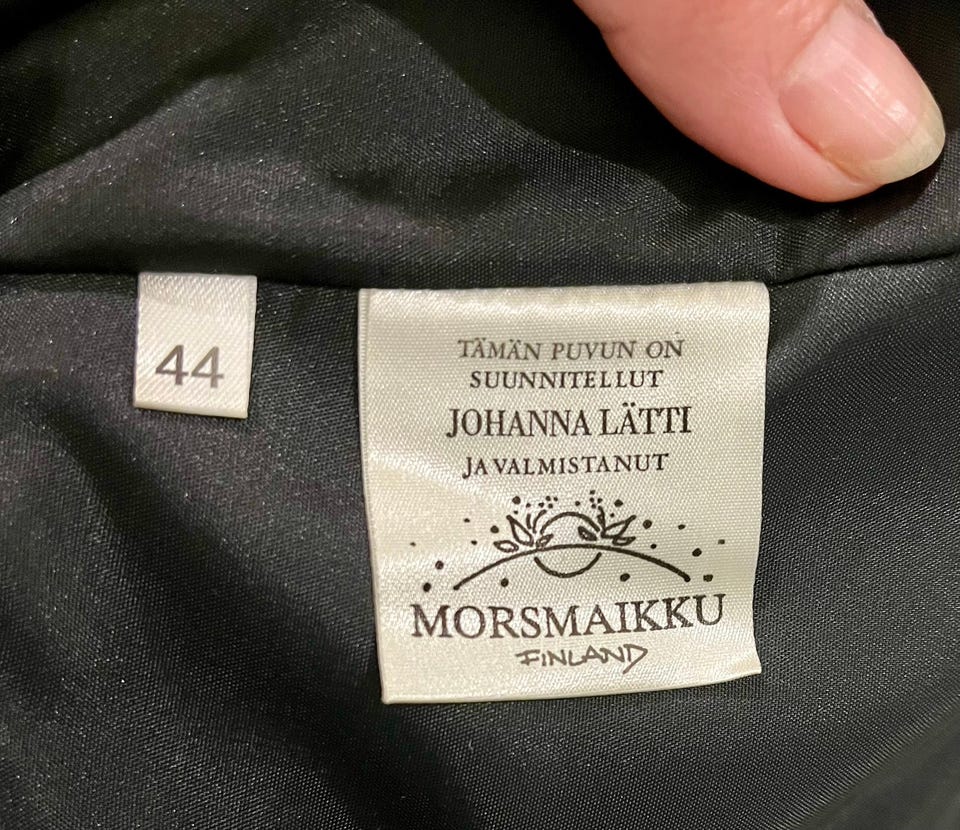 44
TÄMÄN PUVUN ON
SUUNNITELLUT
JOHANNA LÄTTI
JA VALMISTANUT
MORSMAIKKU
FINLAND